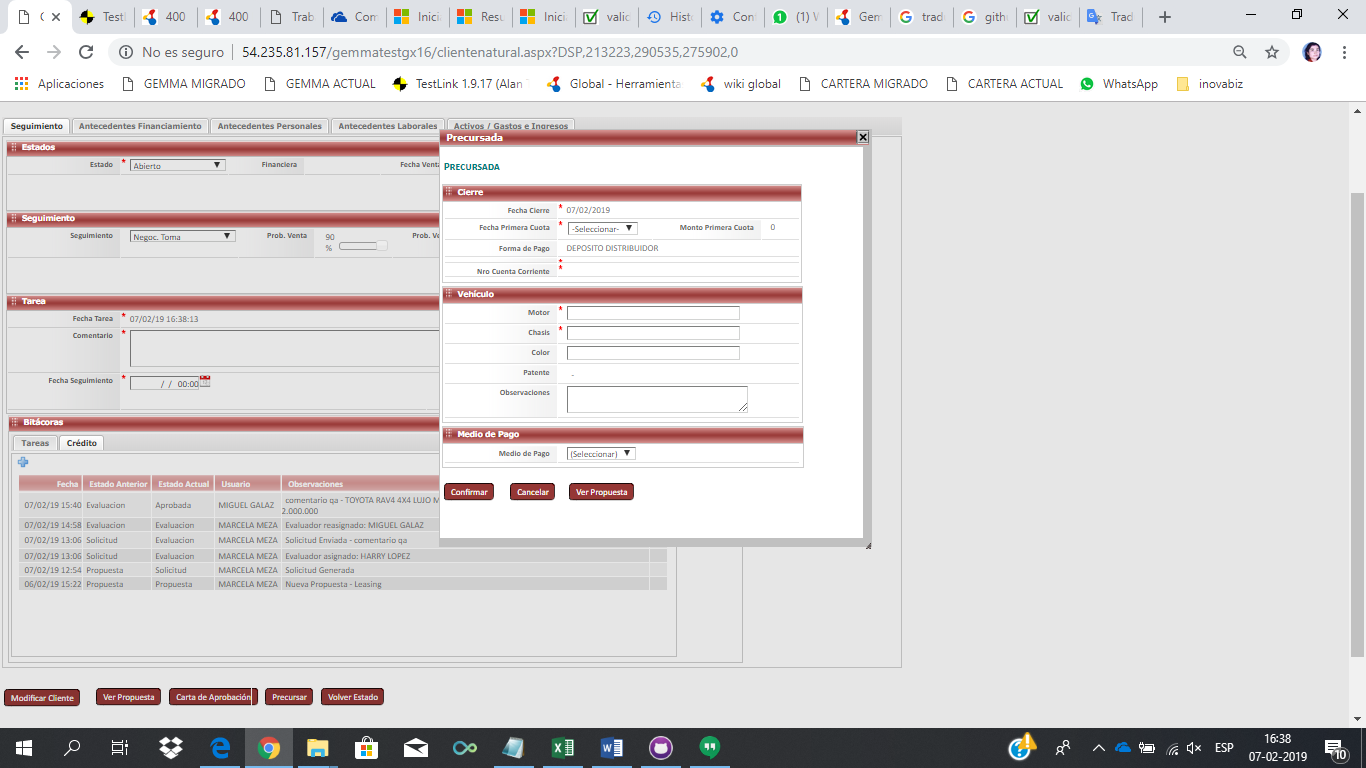 TestL
400
400
Trab
Com
Inicia
Resu
Inicia
valid
Histo
Conf
(1) W
Gem
tradu
githu
valid
Trad
No es seguro | 54.235.81.157/gemmatestgx16/clientenatural.aspx?DSP,213223,290535,275902,0
Aplicaciones GEMMA MIGRADO GEMMA ACTUAL TestLink 1.9.17 (Alan Global - Herramienta wiki global CARTERA MIGRADO CARTERA ACTUAL WhatsApp inovabiz
Seguimiento Antecedentes Financiamiento Antecedentes Personales Antecedentes Laborales Activos / Gastos e Ingresos
Estados
Estado * Abierto Financiera Fecha Venta
Seguimiento
Seguimiento Negoc. Toma Prob. Venta 90 % Prob. Ve
Tarea
Fecha Tarea * 07/02/19 16:38:13
Comentario *
Fecha Seguimiento * / / 00:00
Bitácoras
Tareas Crédito
Fecha Estado Anterior Estado Actual Usuario Observaciones
07/02/19 15:40 Evaluacion Aprobada MIGUEL GALAZ comentario qa - TOYOTA RAV4 4X4 LUJO M
2.000.000
07/02/19 14:58 Evaluacion Evaluacion MARCELA MEZA Evaluador reasignado: MIGUEL GALAZ
07/02/19 13:06 Solicitud Evaluacion MARCELA MEZA Solicitud Enviada - comentario qa
07/02/19 13:06 Solicitud Evaluacion MARCELA MEZA Evaluador asignado: HARRY LOPEZ
07/02/19 12:54 Propuesta Solicitud MARCELA MEZA Solicitud Generada
06/02/19 15:22 Propuesta Propuesta MARCELA MEZA Nueva Propuesta - Leasing
Modificar Cliente Ver Propuesta Carta de Aprobación Precursar Volver Estado
Precursada
PRECURSADA
Cierre
Fecha Cierre * 07/02/2019
Fecha Primera Cuota * -Seleccionar- Monto Primera Cuota 0
Forma de Pago DEPOSITO DISTRIBUIDOR
*
Nro Cuenta Corriente *
Vehículo
Motor *
Chasis *
Color
Patente .
Observaciones
Medio de Pago
Medio de Pago (Seleccionar)
Confirmar Cancelar Ver Propuesta
ESP
16:38
07-02-2019
10